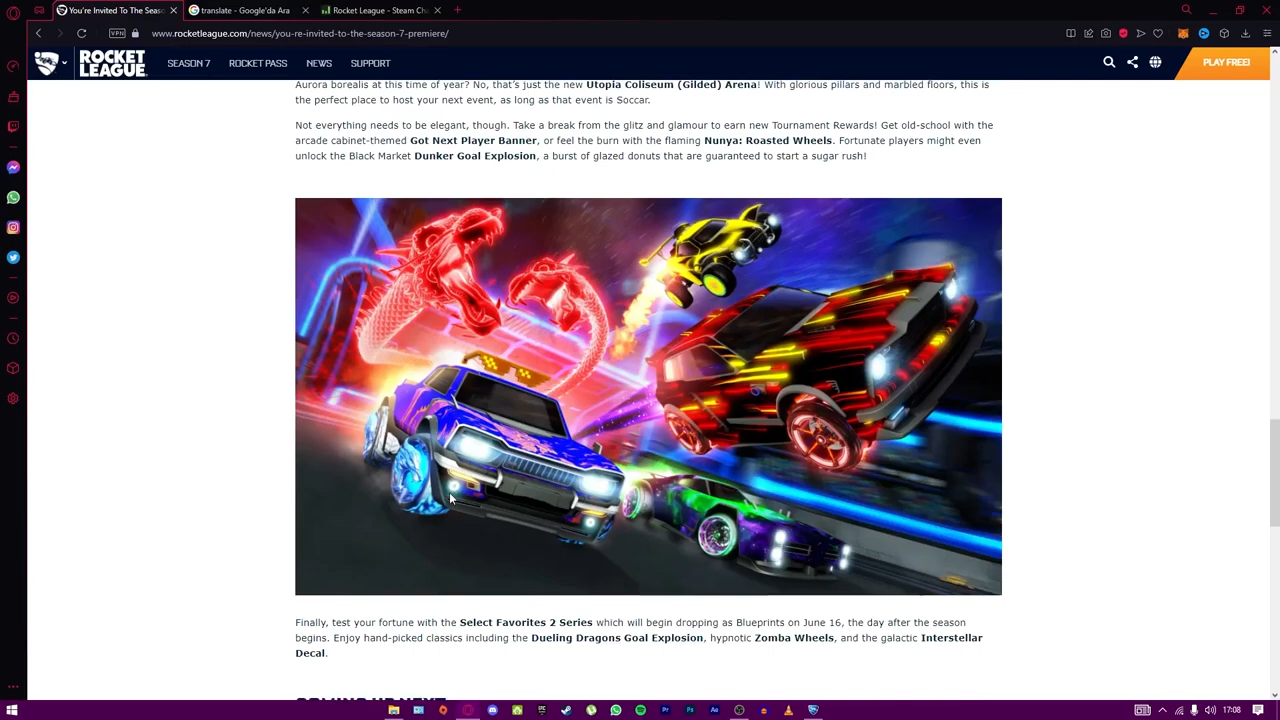 You're Invited To The Seaso
translate - Google'da Ara
Rocket League - Steam Cha
VPN
www.rocketleague.com/news/you-re-invited-to-the-season-7-premiere/
ROCKET LEAGUE.
SEASON 7
ROCKET PASS
NEWS
SUPPORT
PLAY FREE!
Aurora borealis at this time of year? No, that's just the new Utopia Coliseum (Gilded) Arena! With glorious pillars and marbled floors, this is
the perfect place to host your next event, as long as that event is Soccar.
Not everything needs to be elegant, though. Take a break from the glitz and glamour to earn new Tournament Rewards! Get old-school with the
arcade cabinet-themed Got Next Player Banner, or feel the burn with the flaming Nunya: Roasted Wheels. Fortunate players might even
unlock the Black Market Dunker Goal Explosion, a burst of glazed donuts that are guaranteed to start a sugar rush!
Finally, test your fortune with the Select Favorites 2 Series which will begin dropping as Blueprints on June 16, the day after the season
begins. Enjoy hand-picked classics including the Dueling Dragons Goal Explosion, hypnotic Zomba Wheels, and the galactic Interstellar
Decal.
COMING UP NEXT
Pr
Ps
Au
17:08